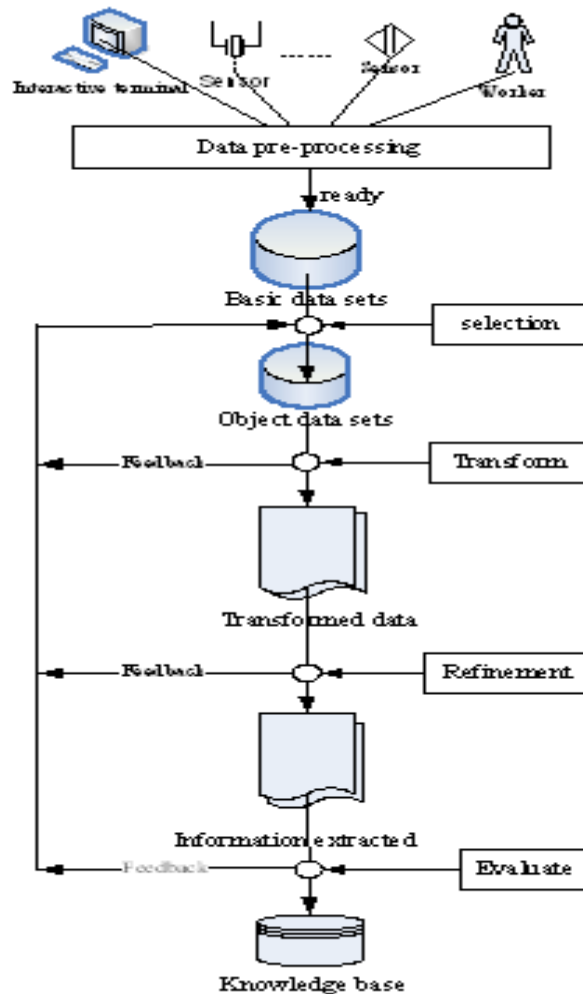 Interactive terminal
Sensor
Sensor
Worker
Data pre-processing
ready
Basic data sets
selection
Object data sets
Feedback
Transform
Transformed data
Feedback
Refinement
Information extracted
Feedback
Evaluate
Knowledge base